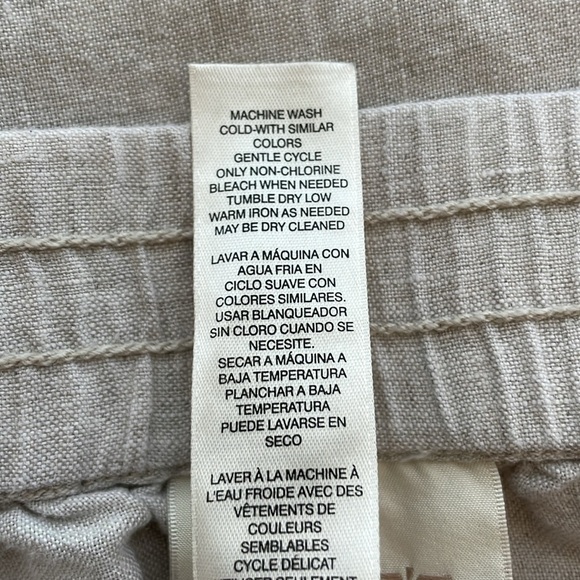 MACHINE WASH
COLD-WITH SIMILAR
COLORS
GENTLE CYCLE
ONLY NON-CHLORINE
BLEACH WHEN NEEDED
TUMBLE DRY LOW
WARM IRON AS NEEDED
MAY BE DRY CLEANED
LAVAR A MÁQUINA CON
AGUA FRIA EN
CICLO SUAVE CON
COLORES SIMILARES.
USAR BLANQUEADOR
SIN CLORO CUANDO SE
NECESITE.
SECAR A MÁQUINA A
BAJA TEMPERATURA
PLANCHAR A BAJA
TEMPERATURA
PUEDE LAVARSE EN
SECO
LAVER À LA MACHINE À
L'EAU FROIDE AVEC DES
VÊTEMENTS DE
COULEURS
SEMBLABLES
CYCLE DÉLICAT
SEULEMENT